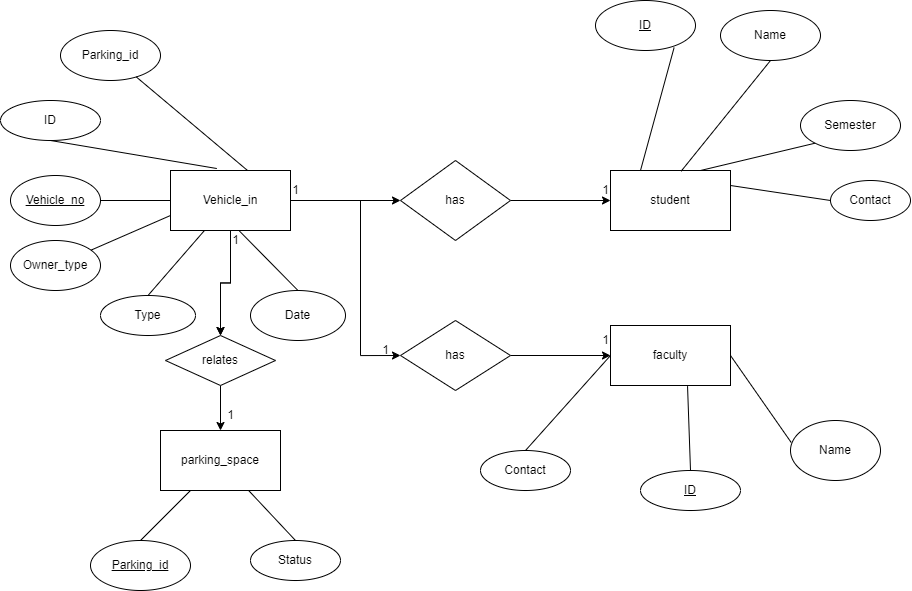 ID
Name
Parking_id
ID
Semester
Vehicle_no
Vehicle_in
1
has
1
student
Contact
Owner_type
1
Type
Date
relates
1
has
1
faculty
1
parking_space
Contact
ID
Name
Parking_id
Status